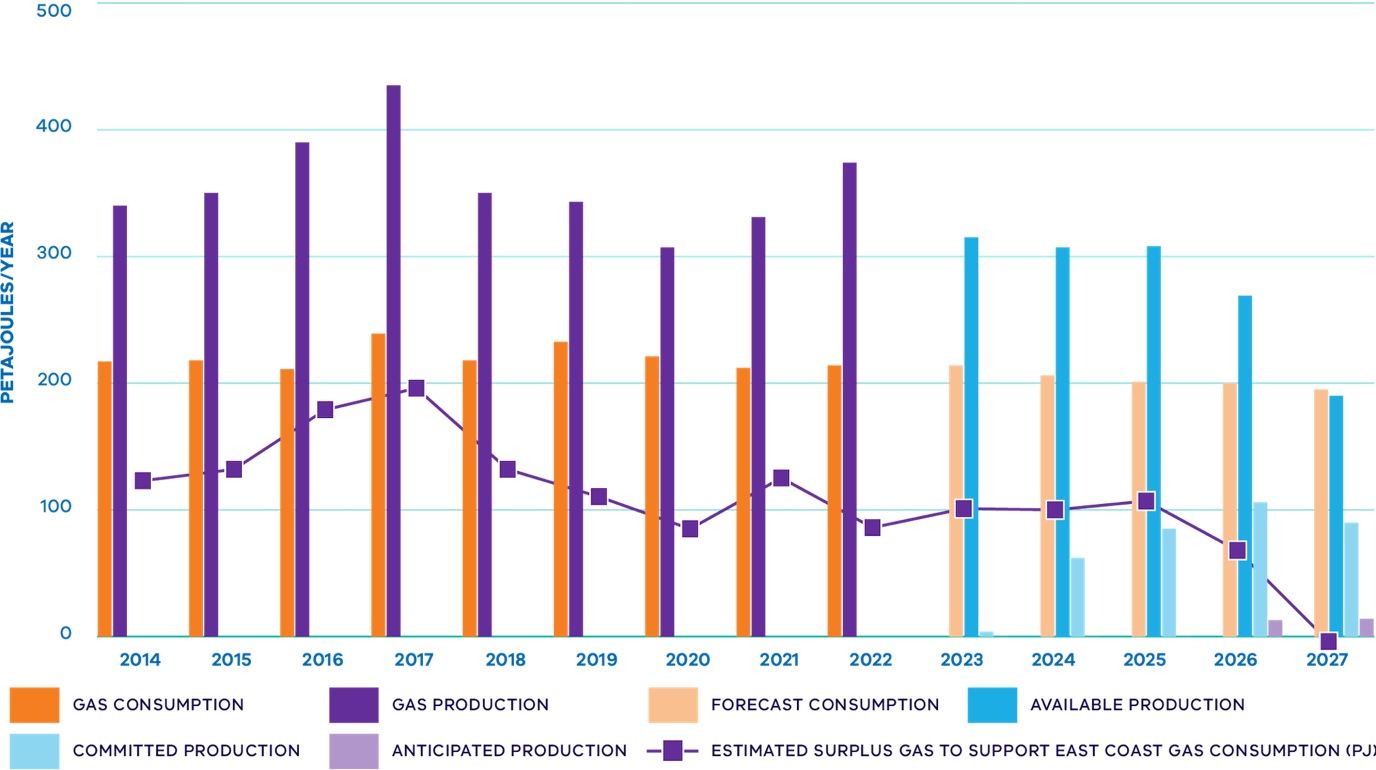 500
400
300
200
100
0
PETAJOULES/YEAR
2014 2015 2016 2017 2018 2019 2020 2021 2022 2023 2024 2025 2026 2027
GAS CONSUMPTION GAS PRODUCTION FORECAST CONSUMPTION AVAILABLE PRODUCTION
COMMITTED PRODUCTION ANTICIPATED PRODUCTION ESTIMATED SURPLUS GAS TO SUPPORT EAST COAST GAS CONSUMPTION (PJ)